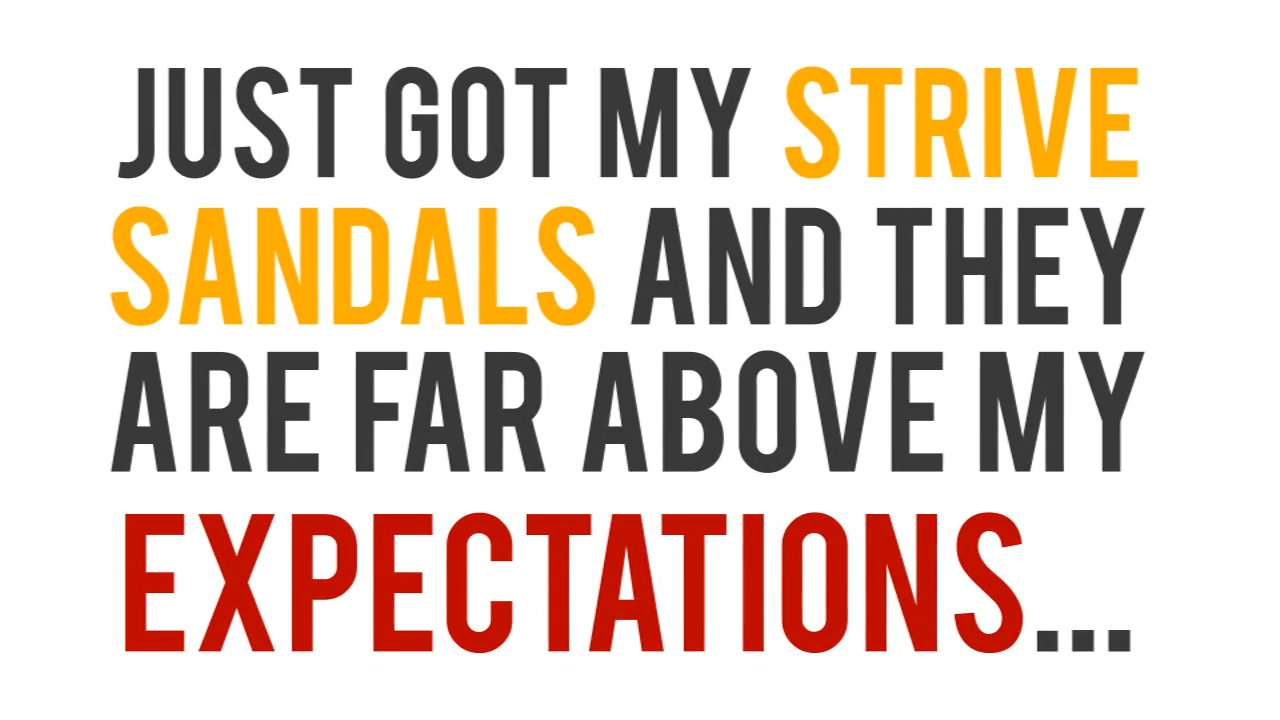 JUST GOT MY STRIVE
SANDALS AND THEY
ARE FAR ABOVE MY
EXPECTATIONS...